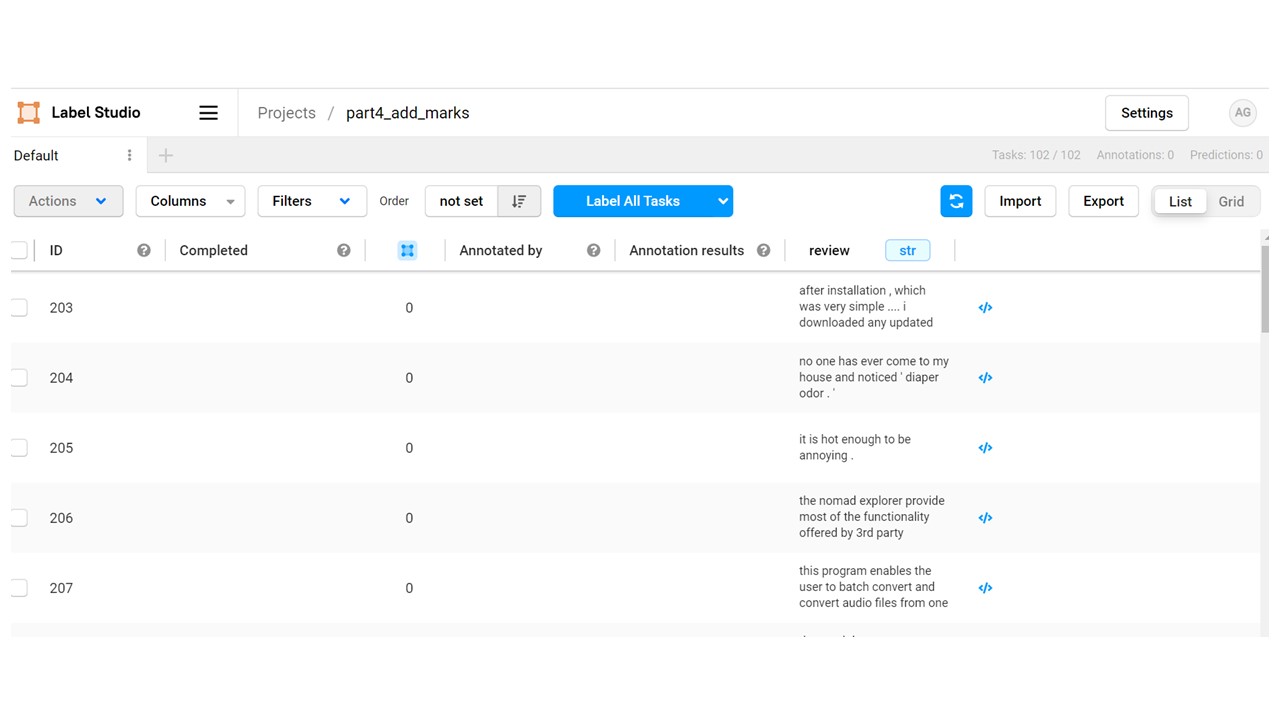 Label Studio
Projects / part4_add_marks
Settings
AG
Default
Tasks: 102 / 102 Annotations: 0 Predictions: 0
Actions Columns Filters Order not set Label All Tasks Import Export List Grid
ID ? Completed ? Annotated by ? Annotation results ? review str
203 0
after installation , which
was very simple .... i
downloaded any updated
</>
204 0
no one has ever come to my
house and noticed ' diaper
odor . '
</>
205 0
it is hot enough to be
annoying .
</>
206 0
the nomad explorer provide
most of the functionality
offered by 3rd party
</>
207 0
this program enables the
user to batch convert and
convert audio files from one
</>